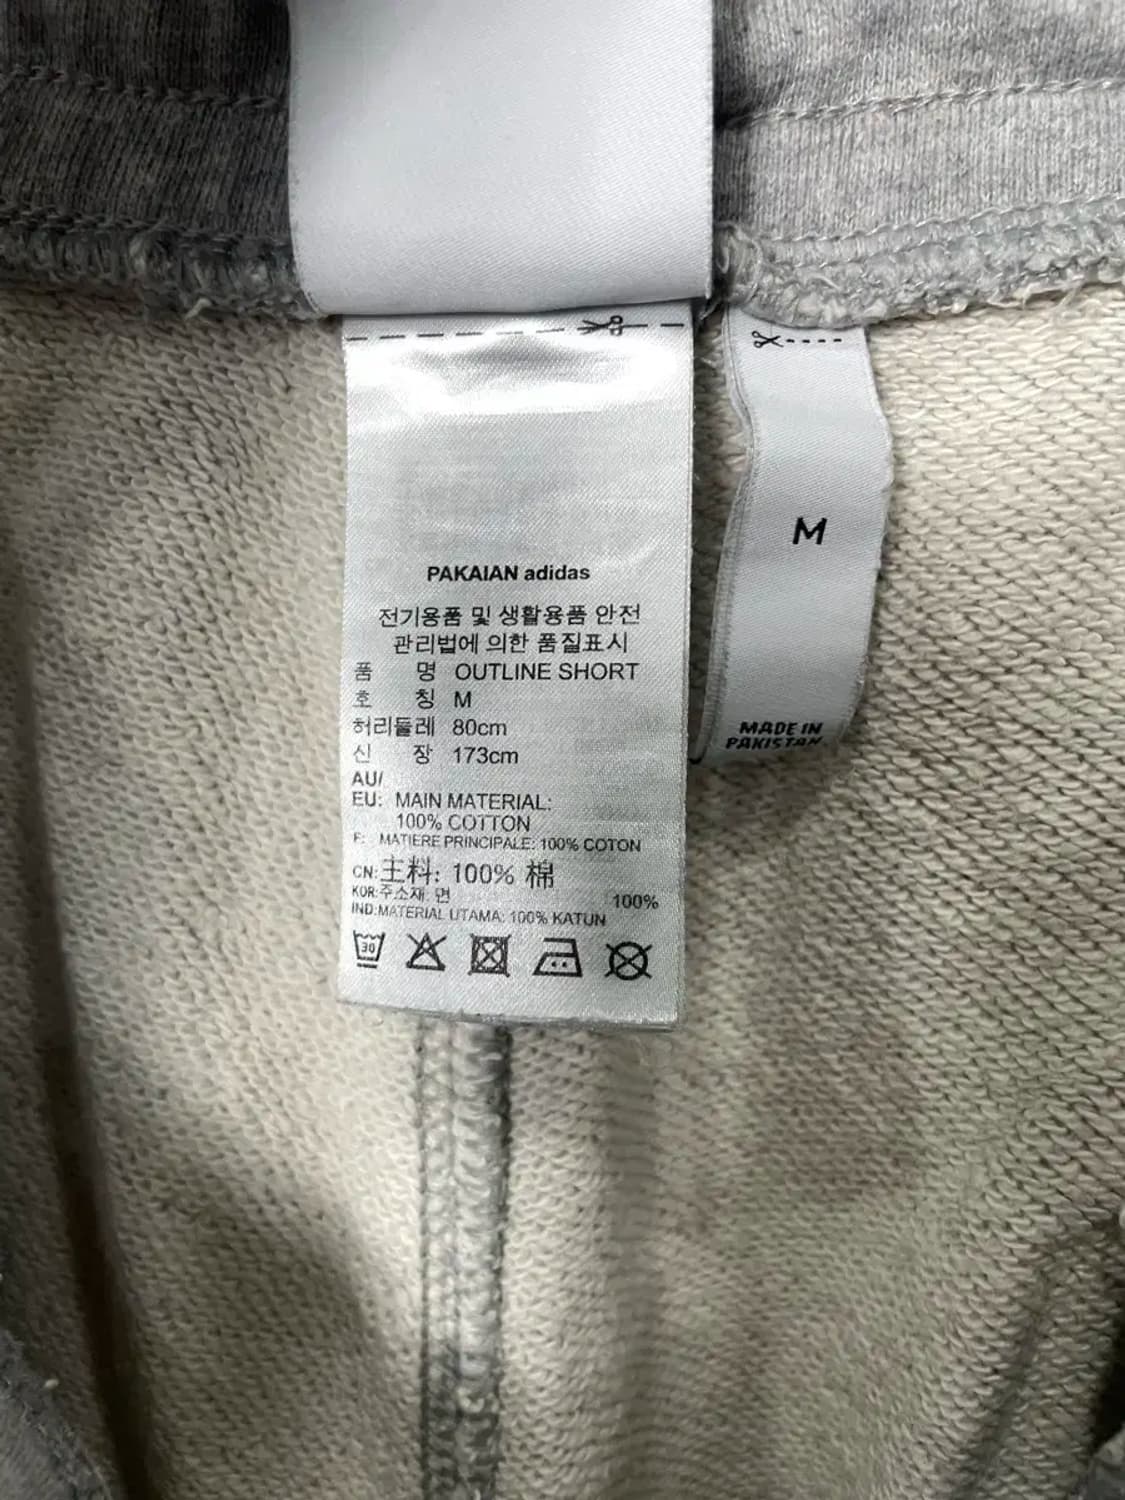 PAKAIAN adidas
전기용품 및 생활용품 안전
관리법에 의한 품질표시
품 명 OUTLINE SHORT
호 칭 M
허리둘레 80cm
신 장 173cm
AU/
EU: MAIN MATERIAL:
100% COTTON
F: MATIERE PRINCIPALE: 100% COTON
CN:主料: 100% 棉
KOR:주소재: 면 100%
IND:MATERIAL UTAMA: 100% KATUN
30
M
MADE IN
PAKISTAN